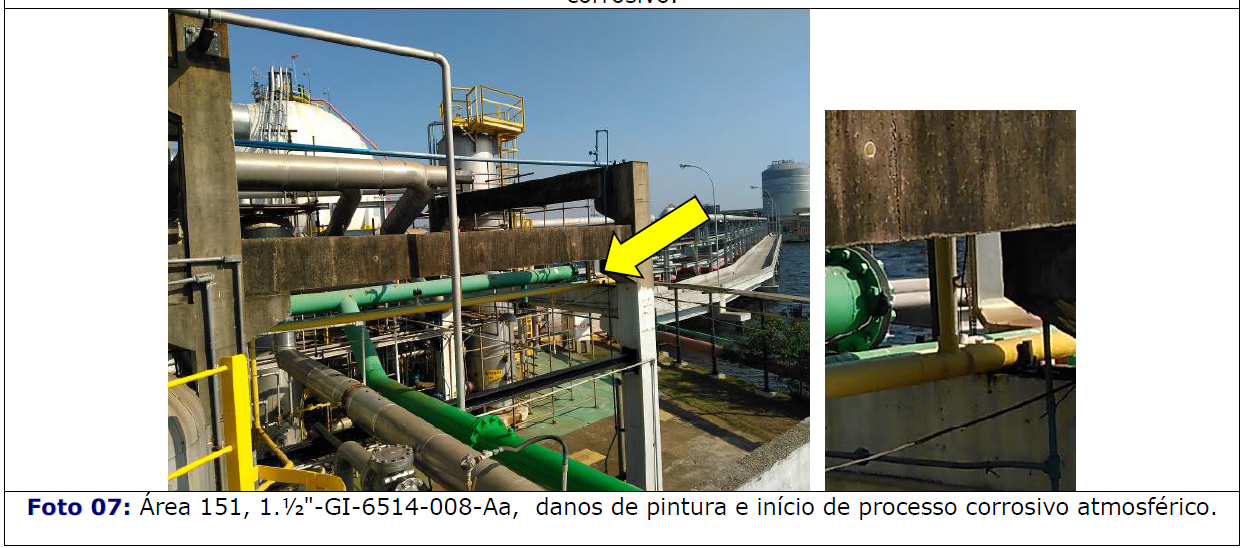 corrosivo.
Foto 07: Área 151, 1.½"-GI-6514-008-Aa,  danos de pintura e início de processo corrosivo atmosférico.